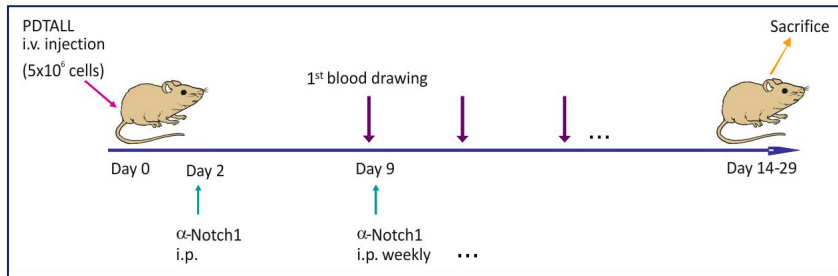 PDTALL
i.v. injection
(5x10⁶ cells)
Sacrifice
1ˢᵗ blood drawing
...
Day 0
Day 2
Day 9
Day 14-29
α-Notch1
i.p.
α-Notch1
i.p. weekly ...